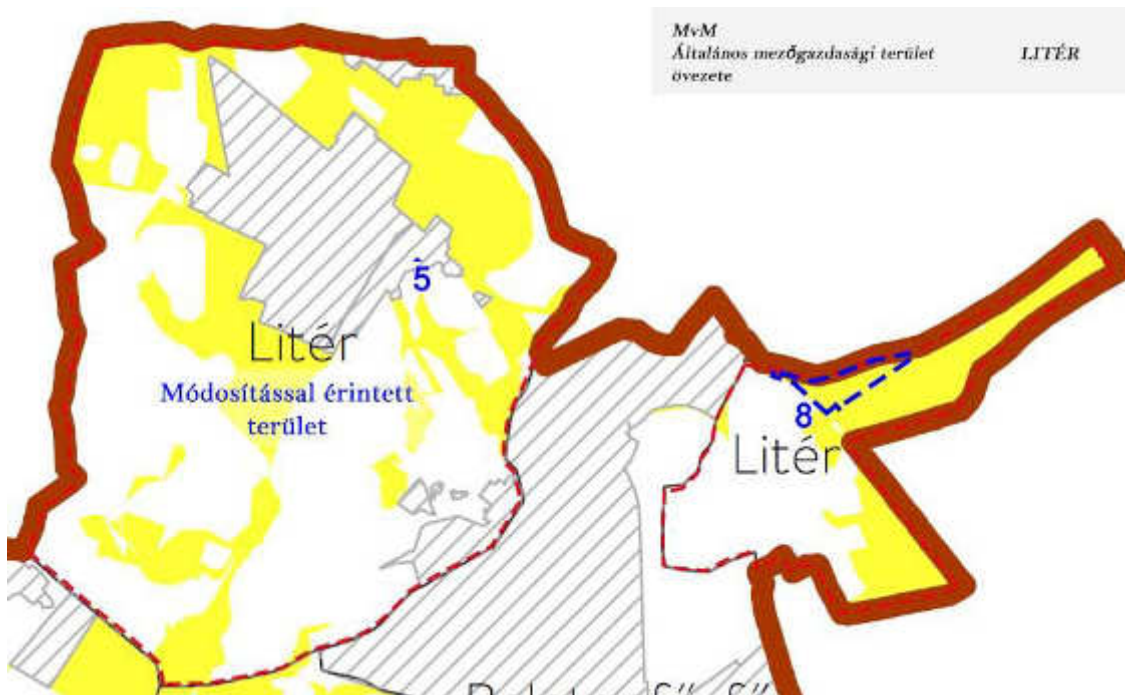 MvM
Általános mezőgazdasági terület
övezete
LITÉR
5
Litér
Módosítással érintett
terület
8
Litér